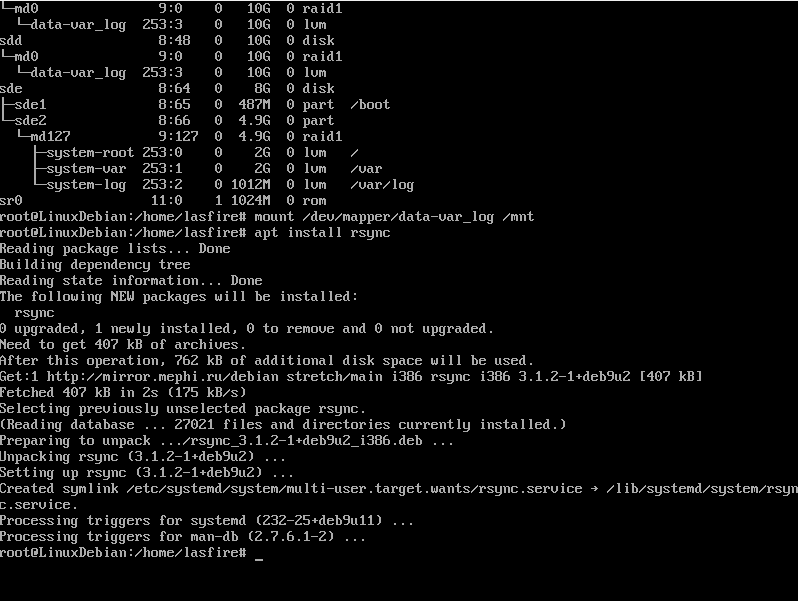 └─md0 9:0 0 10G 0 raid1
└─data-var_log 253:3 0 10G 0 lvm
sdd 8:48 0 10G 0 disk
└─md0 9:0 0 10G 0 raid1
└─data-var_log 253:3 0 10G 0 lvm
sde 8:64 0 8G 0 disk
├─sde1 8:65 0 487M 0 part /boot
└─sde2 8:66 0 4.9G 0 part
└─md127 9:127 0 4.9G 0 raid1
├─system-root 253:0 0 2G 0 lvm /
├─system-var 253:1 0 2G 0 lvm /var
└─system-log 253:2 0 1012M 0 lvm /var/log
sr0 11:0 1 1024M 0 rom
root@LinuxDebian:/home/lasfire# mount /dev/mapper/data-var_log /mnt
root@LinuxDebian:/home/lasfire# apt install rsync
Reading package lists... Done
Building dependency tree
Reading state information... Done
The following NEW packages will be installed:
rsync
0 upgraded, 1 newly installed, 0 to remove and 0 not upgraded.
Need to get 407 kB of archives.
After this operation, 762 kB of additional disk space will be used.
Get:1 http://mirror.mephi.ru/debian stretch/main i386 rsync i386 3.1.2-1+deb9u2 [407 kB]
Fetched 407 kB in 2s (175 kB/s)
Selecting previously unselected package rsync.
(Reading database ... 27021 files and directories currently installed.)
Preparing to unpack .../rsync_3.1.2-1+deb9u2_i386.deb ...
Unpacking rsync (3.1.2-1+deb9u2) ...
Setting up rsync (3.1.2-1+deb9u2) ...
Created symlink /etc/systemd/system/multi-user.target.wants/rsync.service → /lib/systemd/system/rsyn
c.service.
Processing triggers for systemd (232-25+deb9u11) ...
Processing triggers for man-db (2.7.6.1-2) ...
root@LinuxDebian:/home/lasfire# _